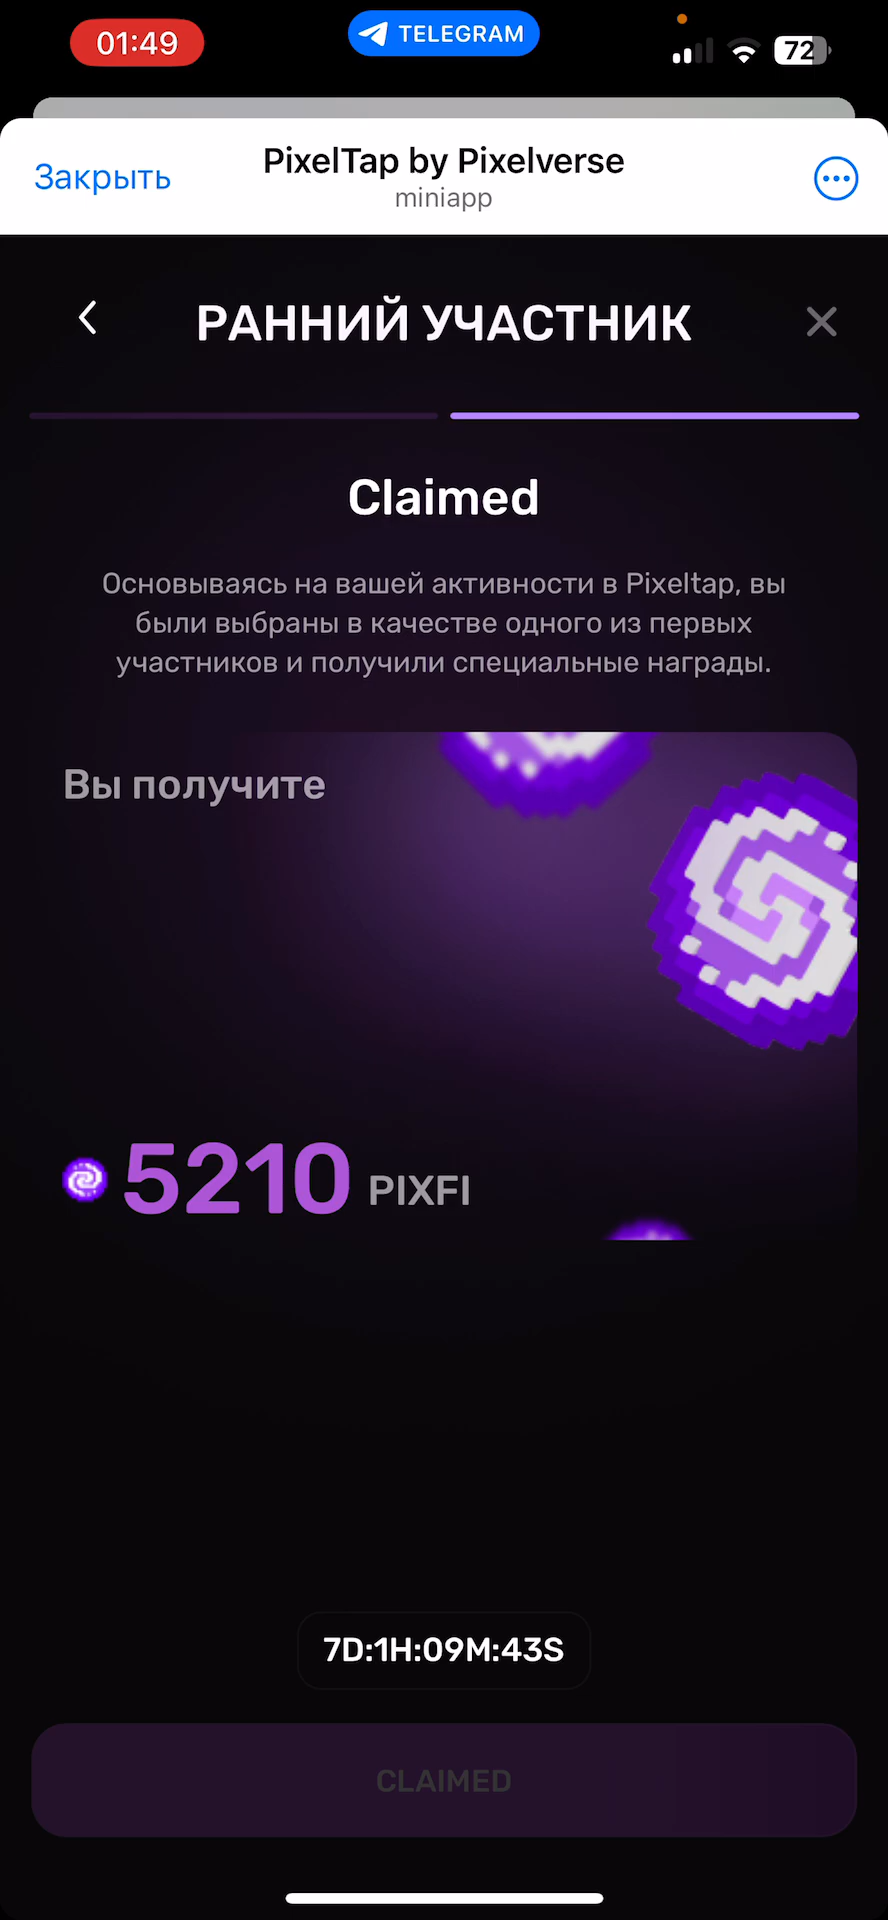 01:49
TELEGRAM
72
Закрыть
PixelTap by Pixelverse
miniapp
РАННИЙ УЧАСТНИК
Claimed
Основываясь на вашей активности в Pixeltap, вы
были выбраны в качестве одного из первых
участников и получили специальные награды.
Вы получите
5210 PIXFI
7D:1H:09M:43S
CLAIMED